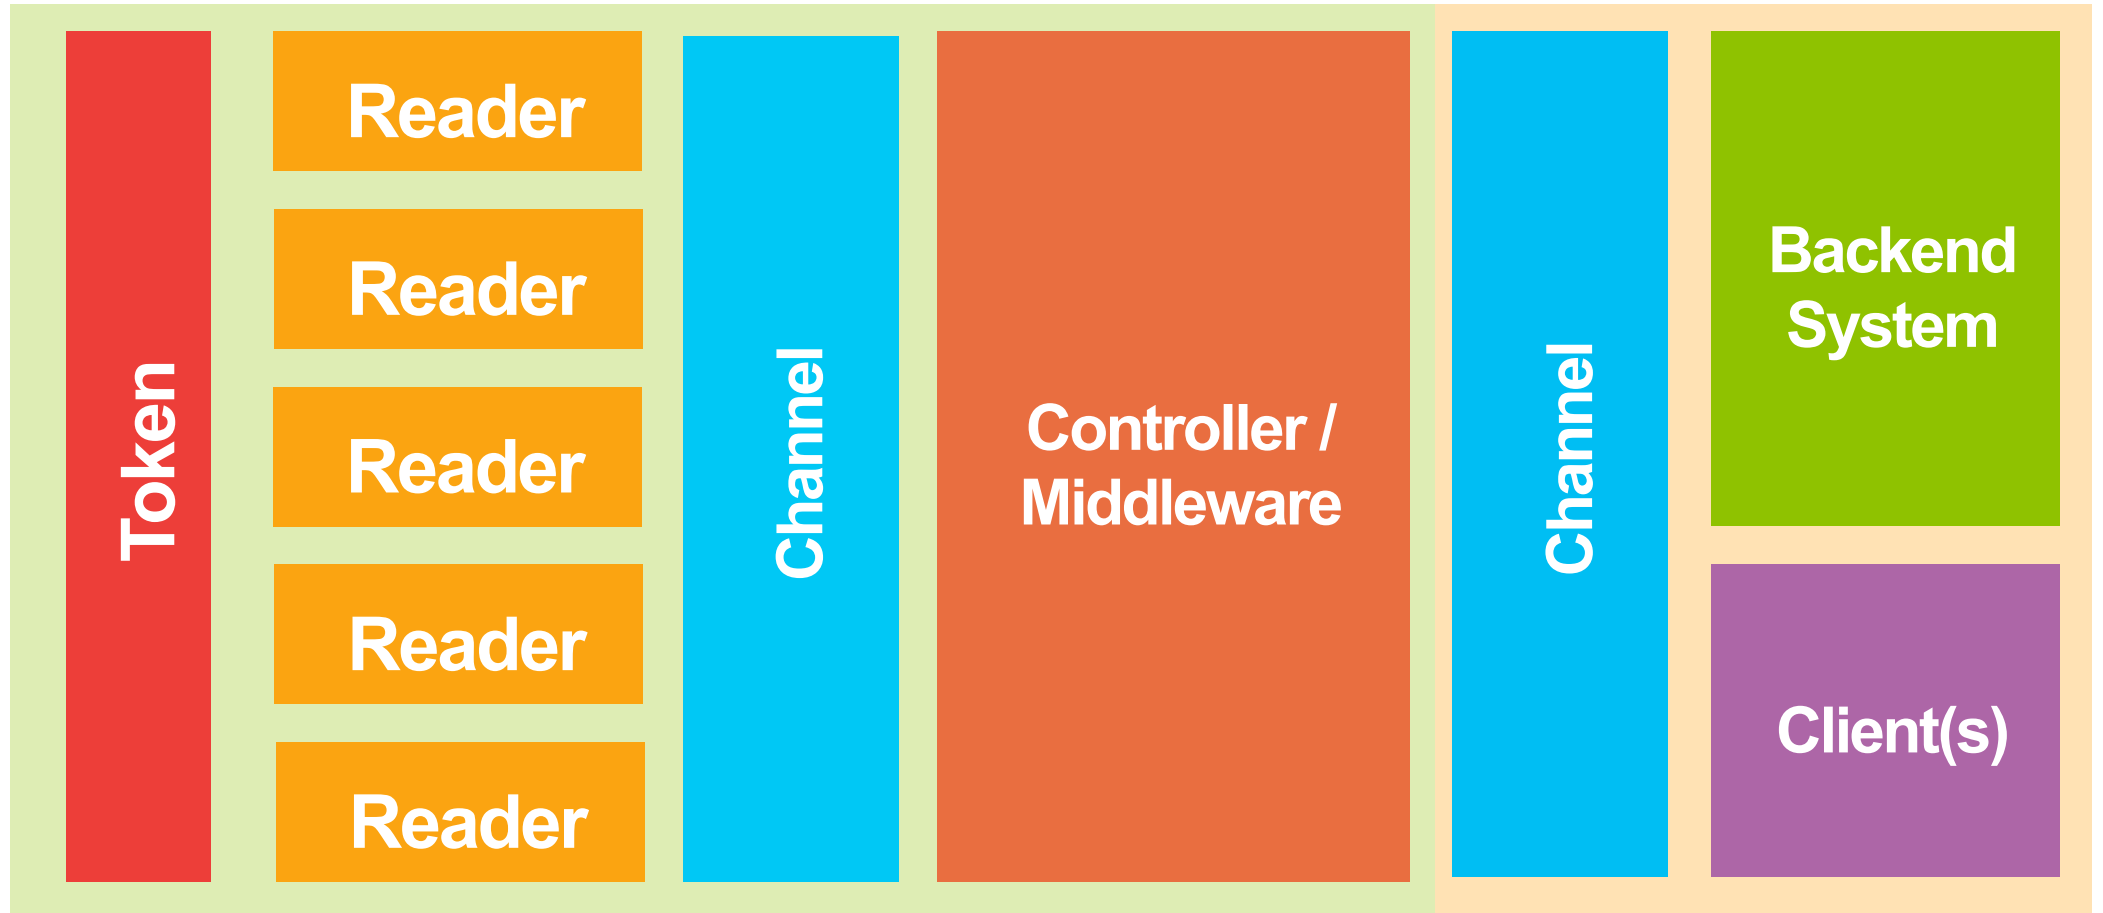 Token
Reader
Reader
Reader
Reader
Reader
Channel
Controller /
Middleware
Channel
Backend
System
Client(s)